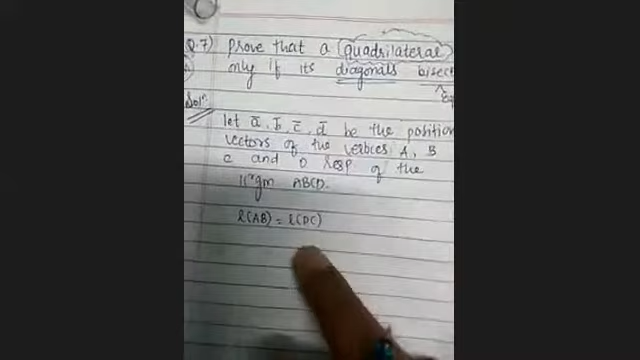 Q.7) Prove that a quadrilateral
only if its diagonals bisect
Solⁿ
let ā, b̄, c̄, d̄ be the position
vectors of the vertices A, B
C and D resp of the
||gm ABCD.
l(AB) = l(DC)